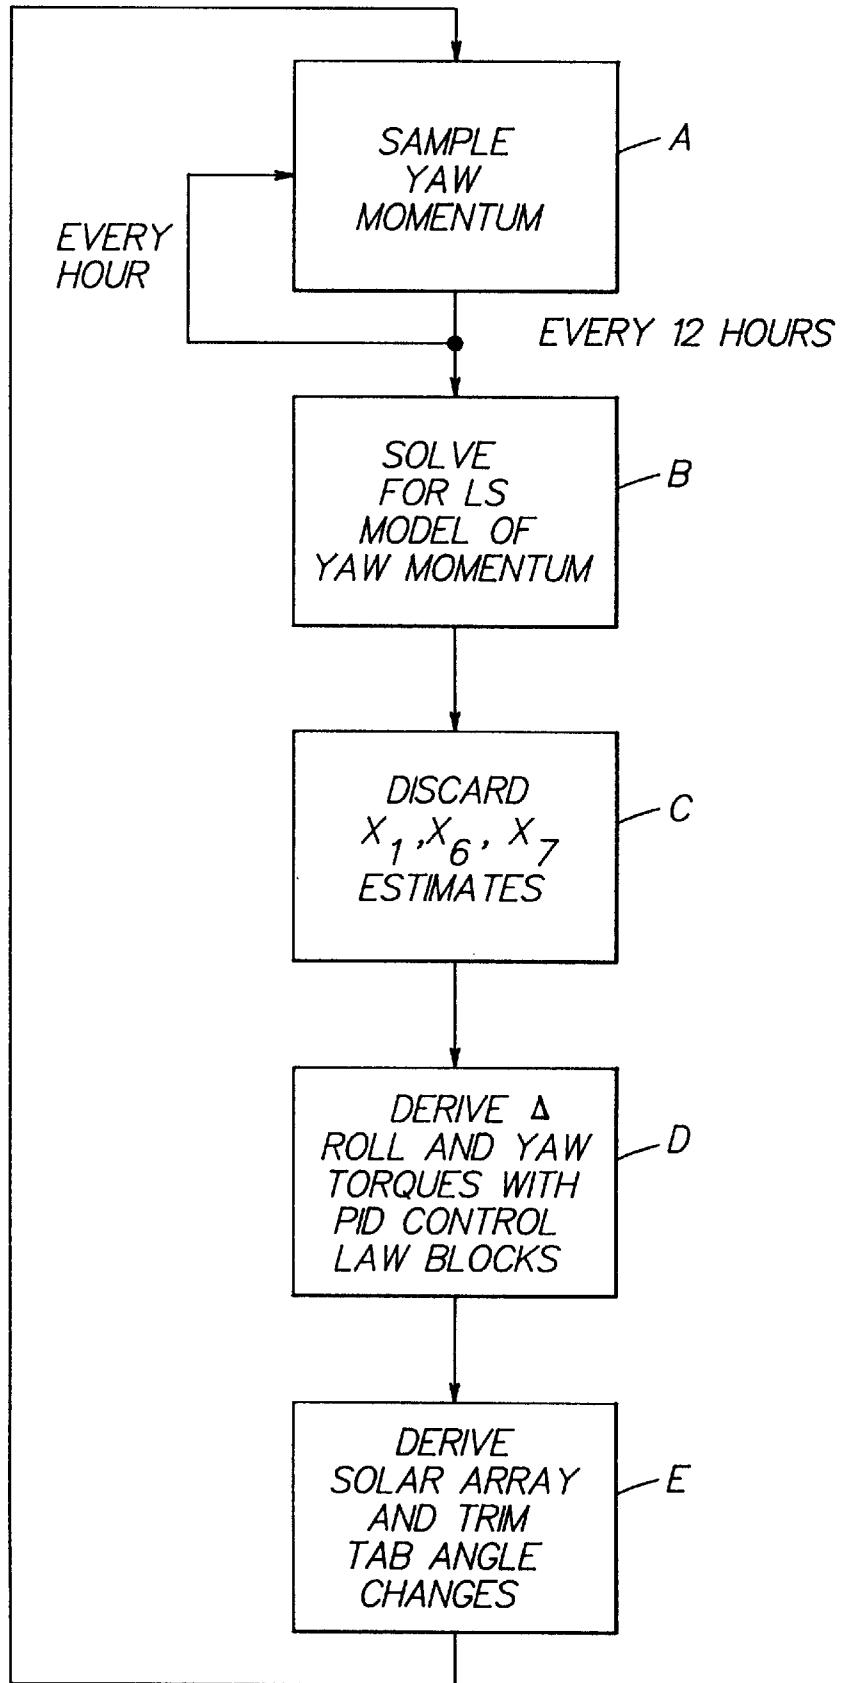 SAMPLE
YAW
MOMENTUM
A
EVERY
HOUR
EVERY 12 HOURS
SOLVE
FOR LS
MODEL OF
YAW MOMENTUM
B
DISCARD
X1, X6, X7
ESTIMATES
C
DERIVE Δ
ROLL AND YAW
TORQUES WITH
PID CONTROL
LAW BLOCKS
D
DERIVE
SOLAR ARRAY
AND TRIM
TAB ANGLE
CHANGES
E